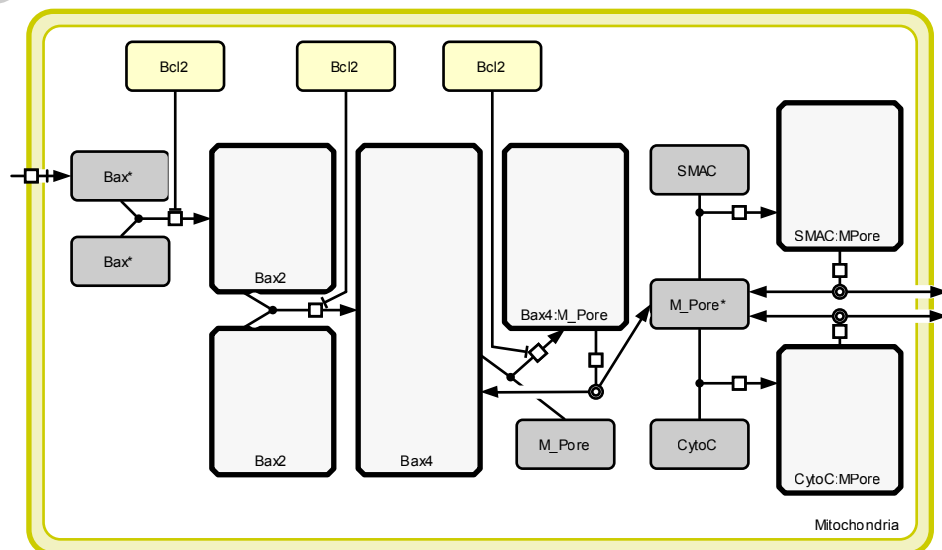 Bcl2
Bcl2
Bcl2
Bax*
SMAC
SMAC:MPore
Bax*
Bax2
M_Pore*
Bax4:M_Pore
M_Pore
CytoC
Bax2
Bax4
CytoC:MPore
Mitochondria